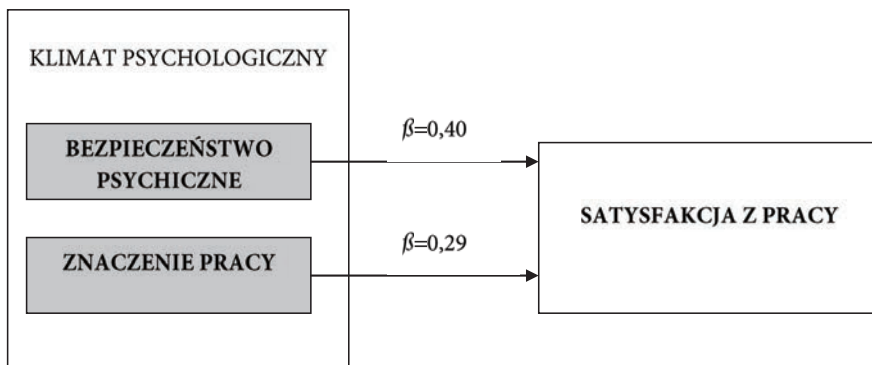 KLIMAT PSYCHOLOGICZNY
BEZPIECZEŃSTWO
PSYCHICZNE
ß=0,40
ZNACZENIE PRACY
ß=0,29
SATYSFAKCJA Z PRACY